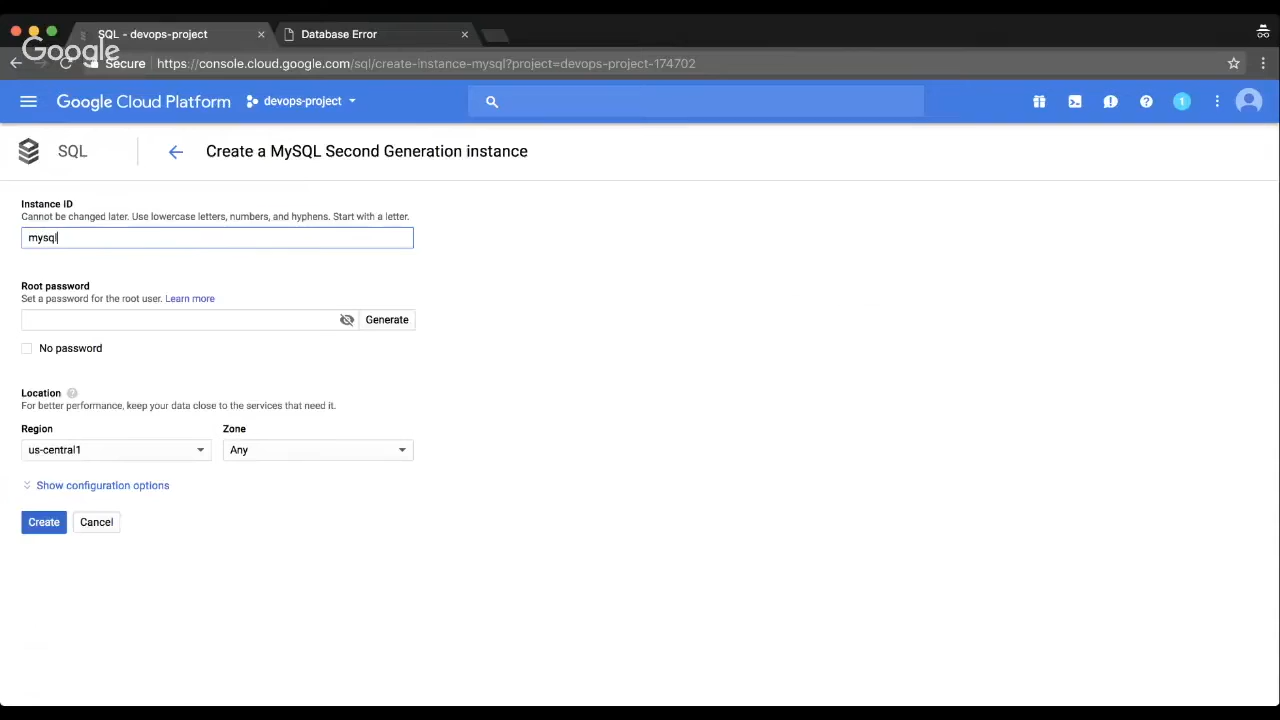 SQL - devops-project
Database Error
Google
Secure https://console.cloud.google.com/sql/create-instance-mysql?project=devops-project-174702
Google Cloud Platform devops-project 1
SQL Create a MySQL Second Generation instance
Instance ID
Cannot be changed later. Use lowercase letters, numbers, and hyphens. Start with a letter.
mysql
Root password
Set a password for the root user. Learn more
Generate
No password
Location
For better performance, keep your data close to the services that need it.
Region Zone
us-central1 Any
Show configuration options
Create Cancel